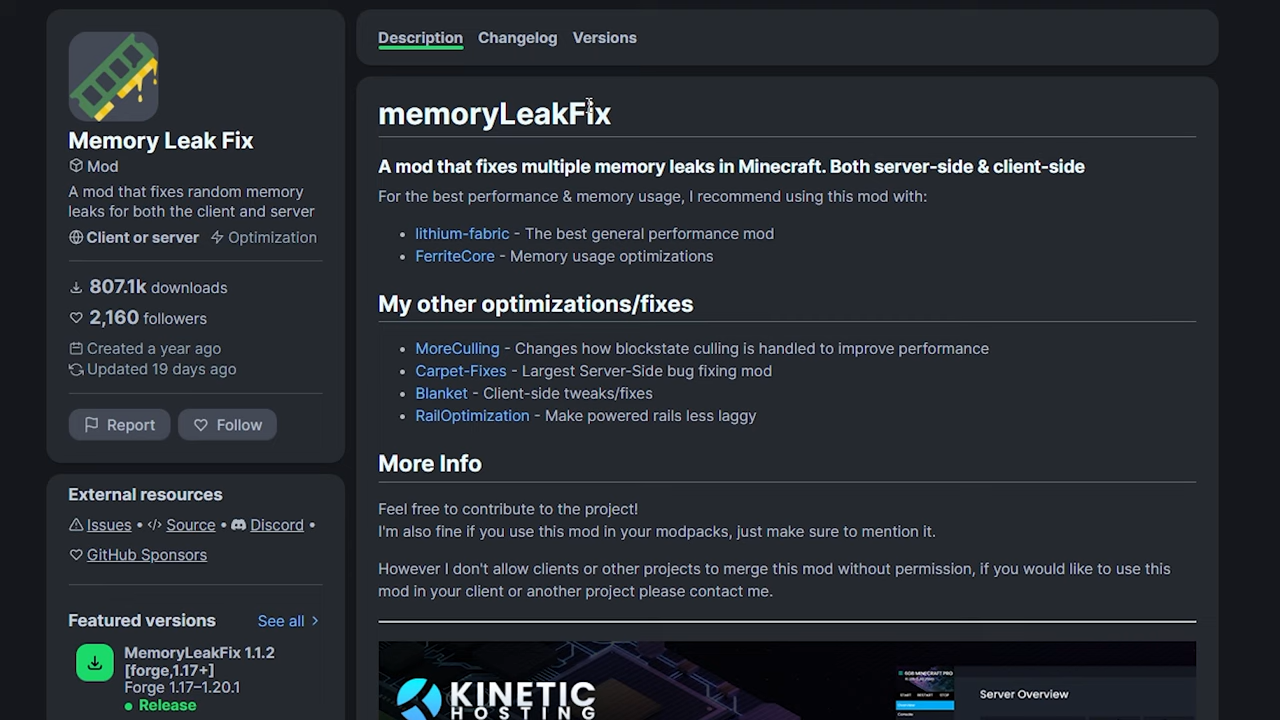 Memory Leak Fix
Mod
A mod that fixes random memory
leaks for both the client and server
Client or server Optimization
807.1k downloads
2,160 followers
Created a year ago
Updated 19 days ago
Report Follow
External resources
Issues • Source • Discord •
GitHub Sponsors
Featured versions See all
MemoryLeakFix 1.1.2
[forge,1.17+]
Forge 1.17–1.20.1
• Release
Description Changelog Versions
memoryLeakFix
A mod that fixes multiple memory leaks in Minecraft. Both server-side & client-side
For the best performance & memory usage, I recommend using this mod with:
• lithium-fabric - The best general performance mod
• FerriteCore - Memory usage optimizations
My other optimizations/fixes
• MoreCulling - Changes how blockstate culling is handled to improve performance
• Carpet-Fixes - Largest Server-Side bug fixing mod
• Blanket - Client-side tweaks/fixes
• RailOptimization - Make powered rails less laggy
More Info
Feel free to contribute to the project!
I'm also fine if you use this mod in your modpacks, just make sure to mention it.
However I don't allow clients or other projects to merge this mod without permission, if you would like to use this
mod in your client or another project please contact me.
KINETIC
HOSTING
Server Overview